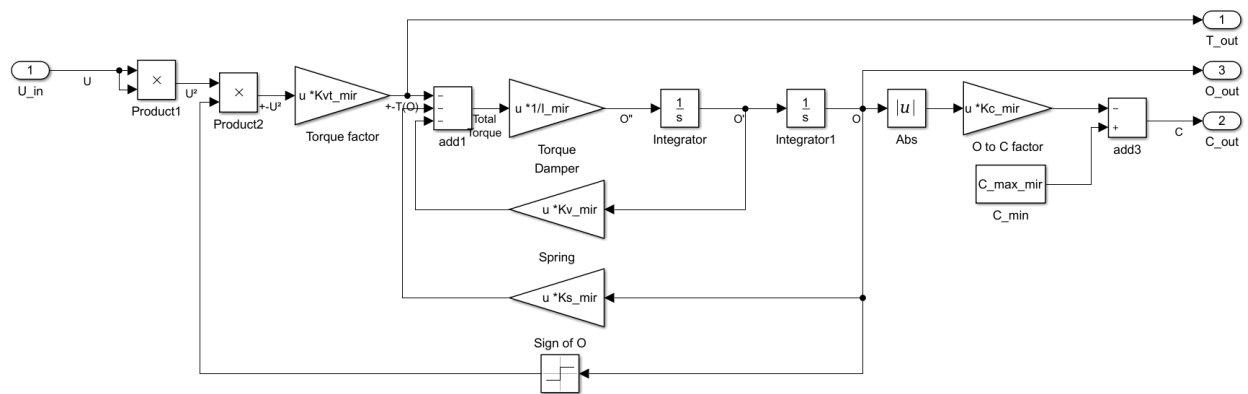 1
T_out
1
U_in
U
×
Product1
U²
×
Product2
+-U²
u *Kvt_mir
Torque factor
+-T(O)
−
−
−
add1
Total
Torque
u *1/I_mir
Torque
O''
1
s
Integrator
O'
1
s
Integrator1
O
3
O_out
|u|
Abs
u *Kc_mir
O to C factor
−
+
add3
C
2
C_out
C_max_mir
C_min
Damper
u *Kv_mir
Spring
u *Ks_mir
Sign of O